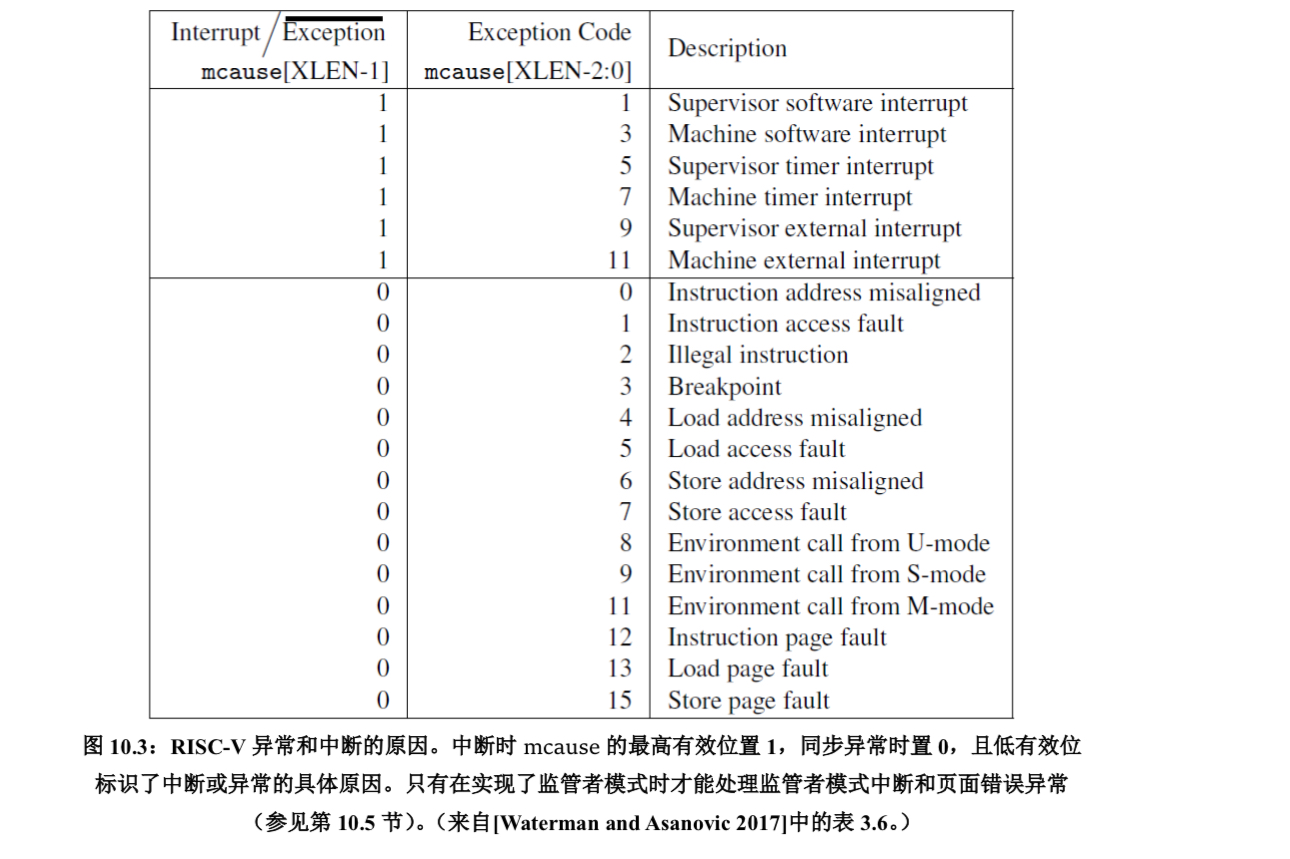 Interrupt / Exception Exception Code Description
mcause[XLEN-1] mcause[XLEN-2:0]
1 1 Supervisor software interrupt
1 3 Machine software interrupt
1 5 Supervisor timer interrupt
1 7 Machine timer interrupt
1 9 Supervisor external interrupt
1 11 Machine external interrupt
0 0 Instruction address misaligned
0 1 Instruction access fault
0 2 Illegal instruction
0 3 Breakpoint
0 4 Load address misaligned
0 5 Load access fault
0 6 Store address misaligned
0 7 Store access fault
0 8 Environment call from U-mode
0 9 Environment call from S-mode
0 11 Environment call from M-mode
0 12 Instruction page fault
0 13 Load page fault
0 15 Store page fault
图 10.3：RISC-V 异常和中断的原因。中断时 mcause 的最高有效位置 1，同步异常时置 0，且低有效位
标识了中断或异常的具体原因。只有在实现了监管者模式时才能处理监管者模式中断和页面错误异常
（参见第 10.5 节）。（来自[Waterman and Asanovic 2017]中的表 3.6。）